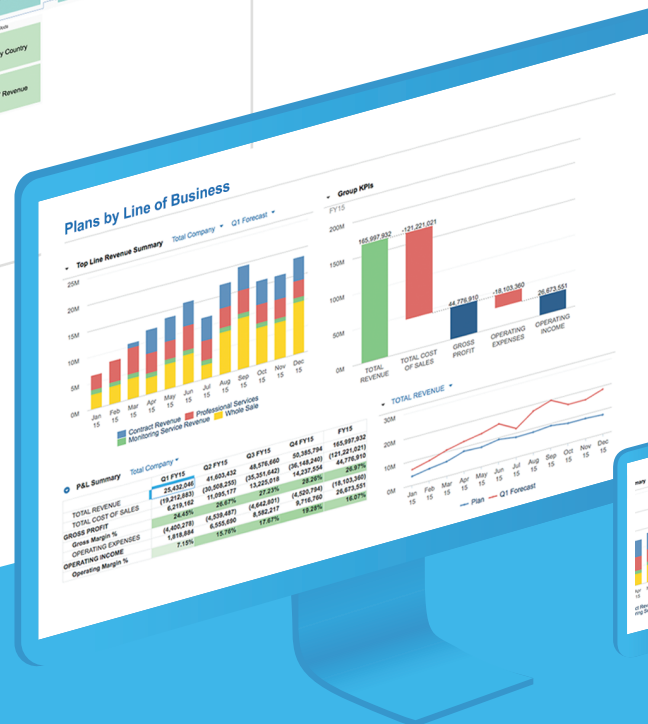 y Country
Revenue
Plans by Line of Business
Top Line Revenue Summary Total Company Q1 Forecast
25M
20M
15M
10M
5M
0M
Jan 15 Feb 15 Mar 15 Apr 15 May 15 Jun 15 Jul 15 Aug 15 Sep 15 Oct 15 Nov 15 Dec 15
Contract Revenue Professional Services
Monitoring Service Revenue Whole Sale
Group KPIs
FY15
200M
150M
100M
50M
0M
165,997,932 -121,221,021 44,776,910 -18,103,360 26,673,551
TOTAL REVENUE TOTAL COST OF SALES GROSS PROFIT OPERATING EXPENSES OPERATING INCOME
TOTAL REVENUE
30M
20M
10M
0M
Jan 15 Feb 15 Mar 15 Apr 15 May 15 Jun 15 Jul 15 Aug 15 Sep 15 Oct 15 Nov 15 Dec 15
Plan Q1 Forecast
P&L Summary Total Company
Q1 FY15 Q2 FY15 Q3 FY15 Q4 FY15 FY15
TOTAL REVENUE 25,432,046 41,603,432 48,576,660 50,385,794 165,997,932
TOTAL COST OF SALES (19,212,883) (30,508,255) (35,351,642) (36,148,240) (121,221,021)
GROSS PROFIT 6,219,162 11,095,177 13,225,018 14,237,554 44,776,910
Gross Margin % 24.45% 26.67% 27.23% 28.26% 26.97%
OPERATING EXPENSES (4,400,278) (4,539,487) (4,642,801) (4,520,794) (18,103,360)
OPERATING INCOME 1,818,884 6,555,690 8,582,217 9,716,760 26,673,551
Operating Margin % 7.15% 15.76% 17.67% 19.28% 16.07%